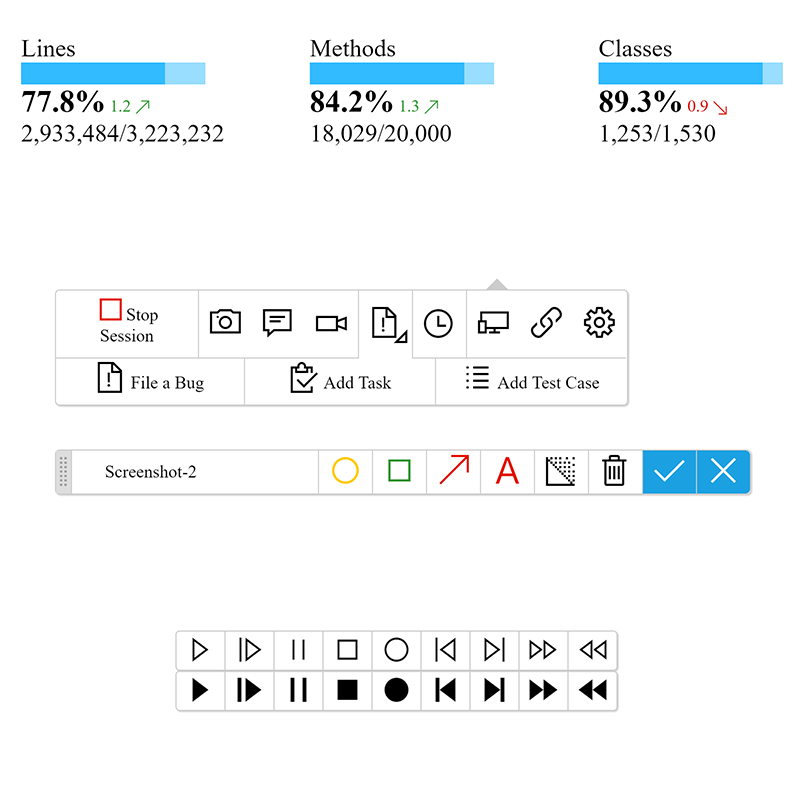 Lines Methods Classes
77.8% 1.2 84.2% 1.3 89.3% 0.9
2,933,484/3,223,232 18,029/20,000 1,253/1,530
Stop
Session
File a Bug Add Task Add Test Case
Screenshot-2 A